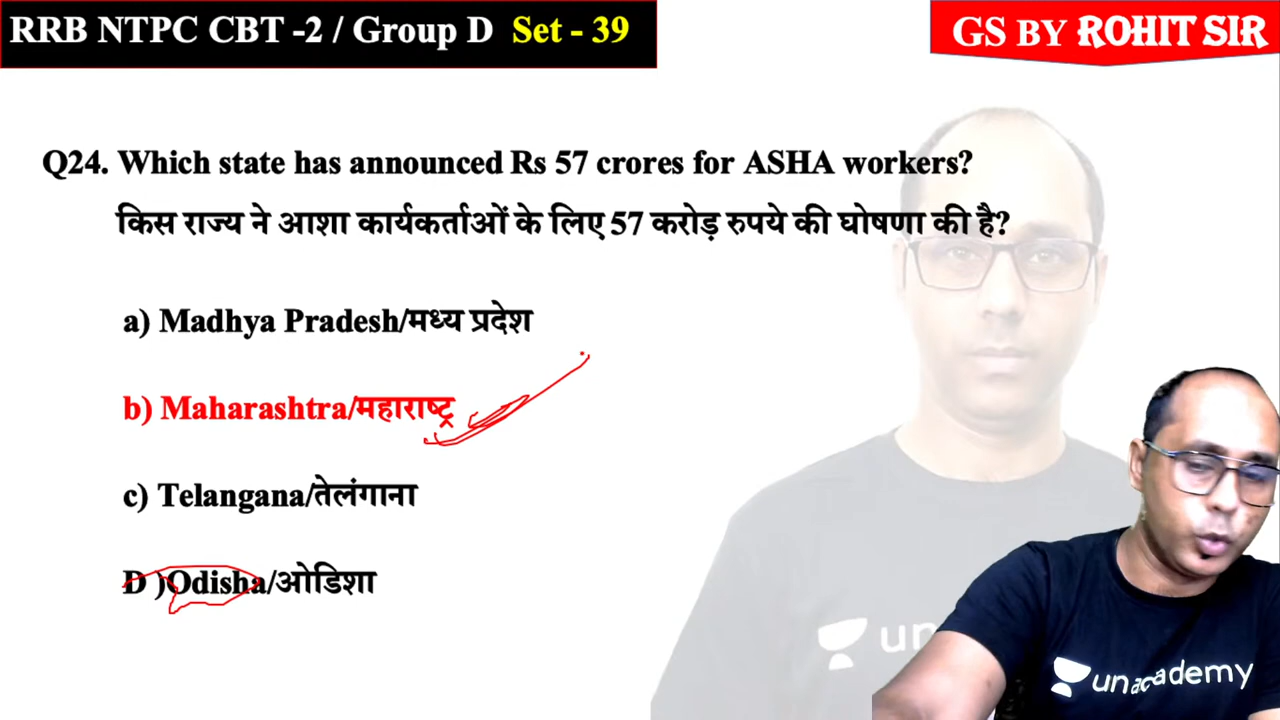 RRB NTPC CBT -2 / Group D Set - 39
GS BY ROHIT SIR
Q24. Which state has announced Rs 57 crores for ASHA workers?
किस राज्य ने आशा कार्यकर्ताओं के लिए 57 करोड़ रुपये की घोषणा की है?
a) Madhya Pradesh/मध्य प्रदेश
b) Maharashtra/महाराष्ट्र
c) Telangana/तेलंगाना
D )Odisha/ओडिशा
un
unacademy